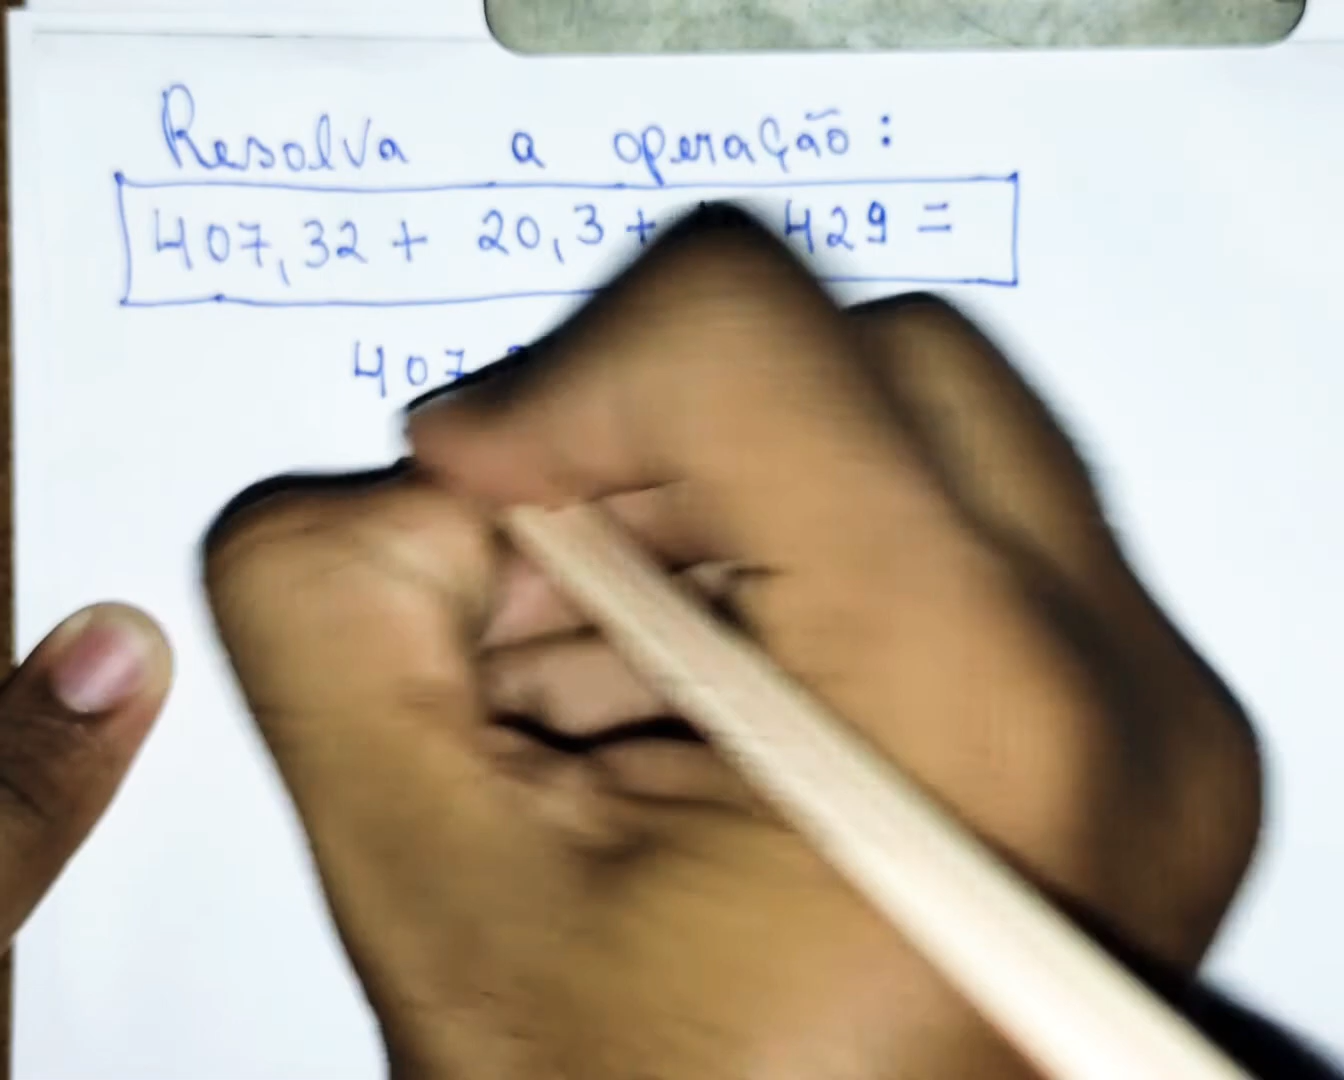 Resolva a operação:
407,32 + 20,3 + 429 =
407